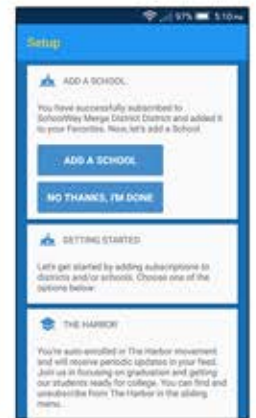 97% 5:10PM
Setup
ADD A SCHOOL
You have successfully subscribed to
SchoolWay Merge District District and added it
to your Favorites. Now, let's add a School.
ADD A SCHOOL
NO THANKS, I'M DONE
GETTING STARTED
Let's get started by adding subscriptions to
districts and/or schools. Choose one of the
options below.
THE HARBOR
You're auto-enrolled in The Harbor movement
and will receive periodic updates in your feed.
Join us in focusing on graduation and getting
our students ready for college. You can find and
unsubscribe from The Harbor in the sliding
menu.